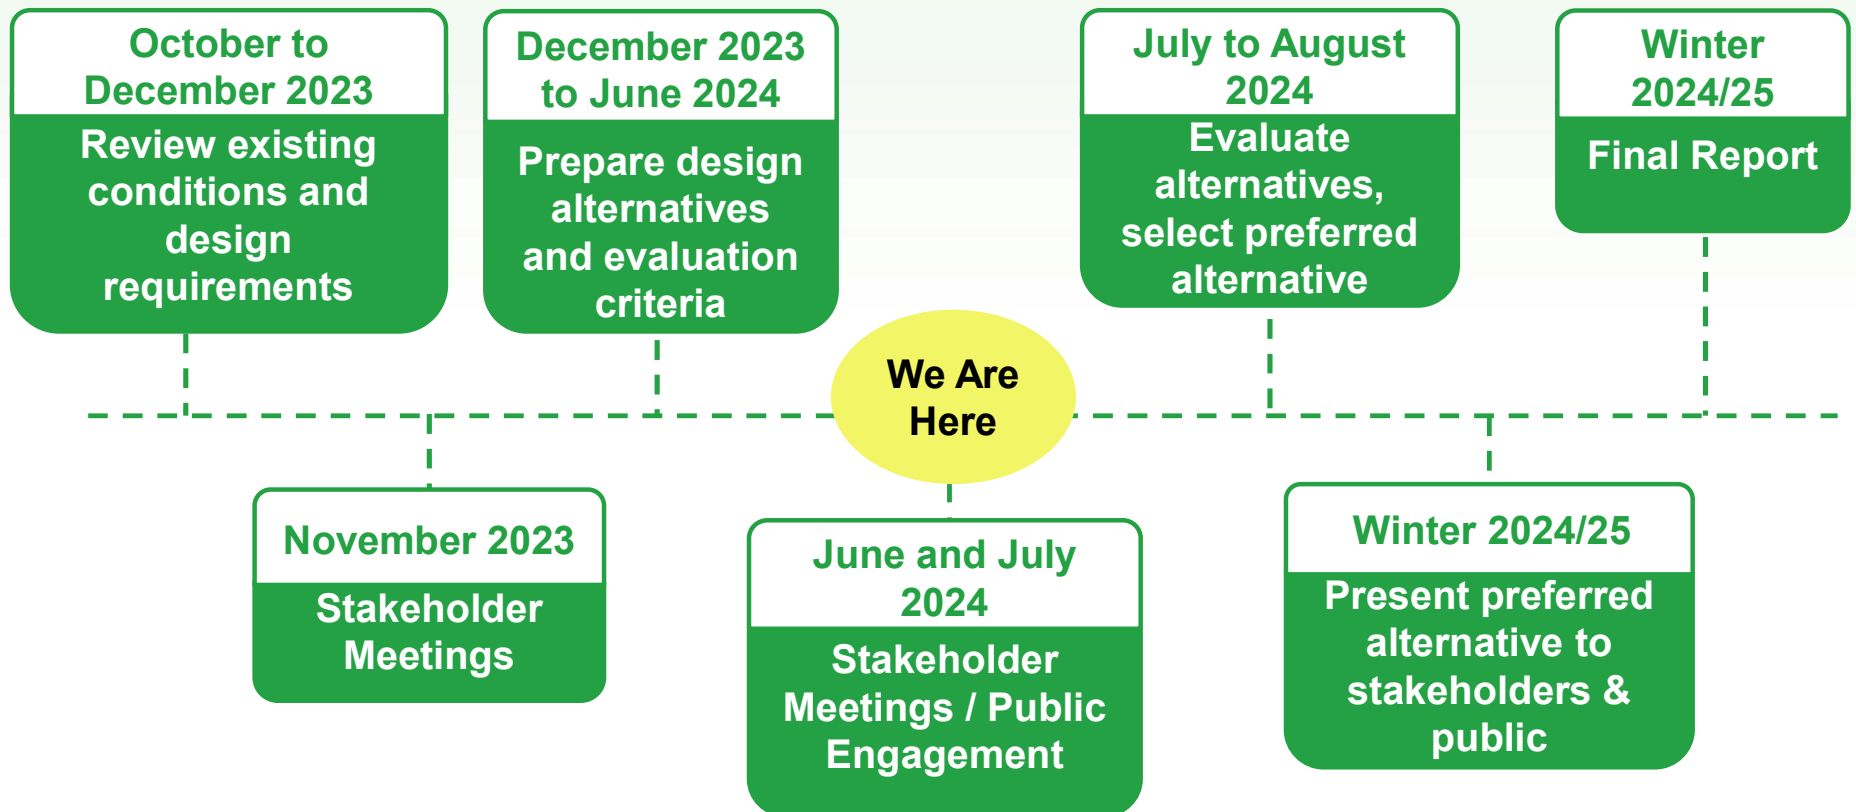 October to
December 2023
Review existing
conditions and
design
requirements
December 2023
to June 2024
Prepare design
alternatives
and evaluation
criteria
July to August
2024
Evaluate
alternatives,
select preferred
alternative
Winter
2024/25
Final Report
We Are
Here
November 2023
Stakeholder
Meetings
June and July
2024
Stakeholder
Meetings / Public
Engagement
Winter 2024/25
Present preferred
alternative to
stakeholders &
public